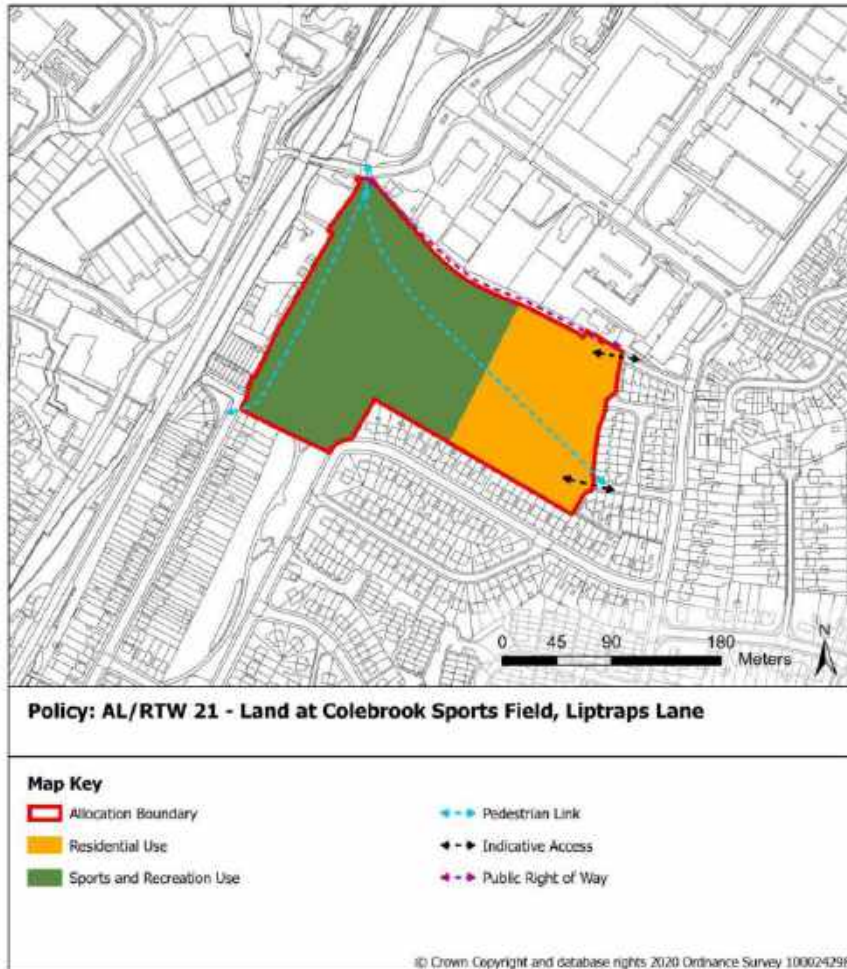 N
0 45 90 180
Meters
Policy: AL/RTW 21 - Land at Colebrook Sports Field, Liptraps Lane
Map Key
Allocation Boundary
Pedestrian Link
Residential Use
Indicative Access
Sports and Recreation Use
Public Right of Way
© Crown Copyright and database rights 2020 Ordnance Survey 100024298